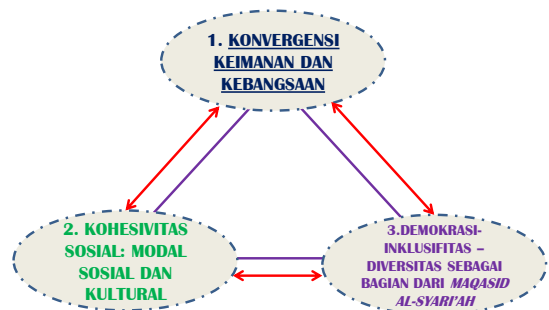 1. KONVERGENSI
KEIMANAN DAN
KEBANGSAAN
2. KOHESIVITAS
SOSIAL: MODAL
SOSIAL DAN
KULTURAL
3.DEMOKRASI-
INKLUSIFITAS –
DIVERSITAS SEBAGAI
BAGIAN DARI MAQASID
AL-SYARI'AH